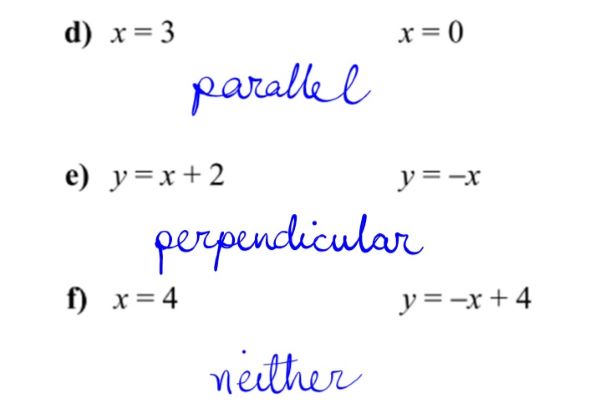 d) x = 3 x = 0
parallel
e) y = x + 2 y = –x
perpendicular
f) x = 4 y = –x + 4
neither